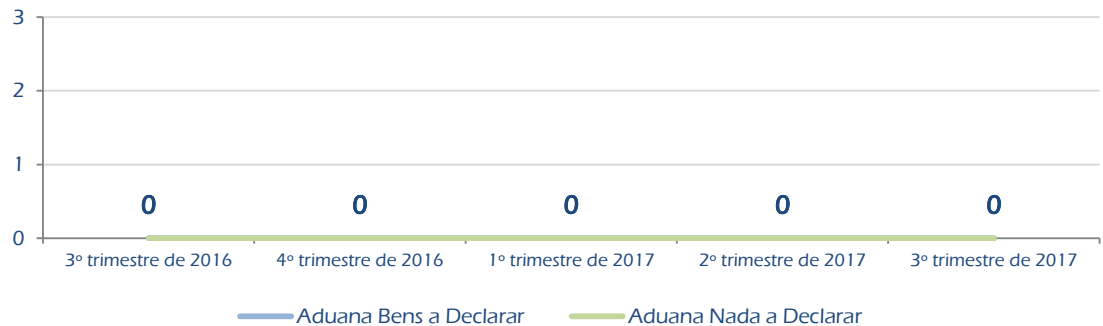 3
2
1
0
0 0 0 0 0
3º trimestre de 2016 4º trimestre de 2016 1º trimestre de 2017 2º trimestre de 2017 3º trimestre de 2017
Aduana Bens a Declarar Aduana Nada a Declarar